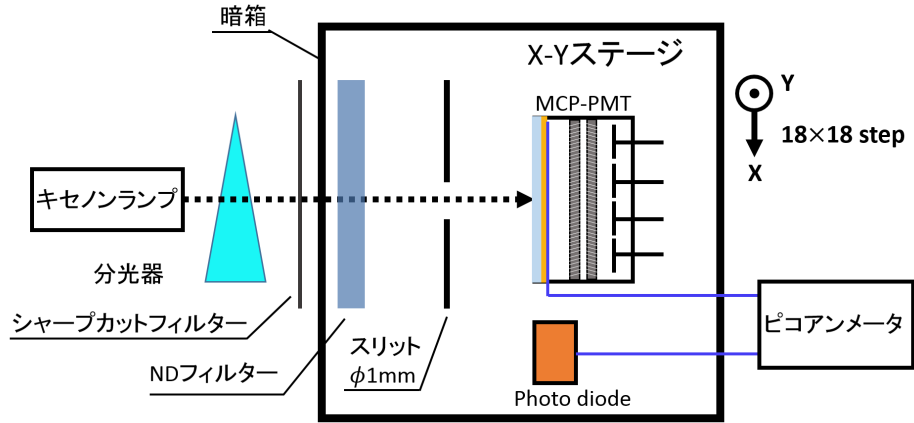 暗箱
X-Yステージ
MCP-PMT
Y
18×18 step
X
キセノンランプ
分光器
シャープカットフィルター
NDフィルター
スリット
ϕ1mm
Photo diode
ピコアンメータ